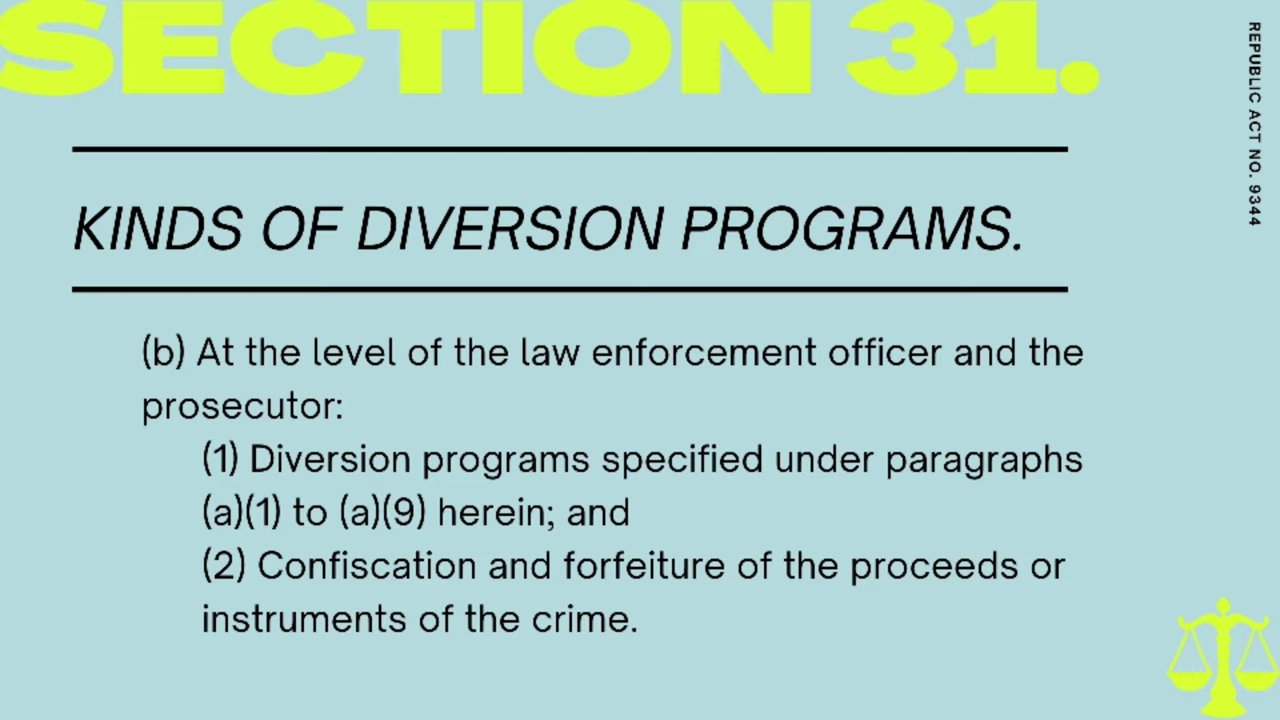 SECTION 31.
REPUBLIC ACT NO. 9344
KINDS OF DIVERSION PROGRAMS.
(b) At the level of the law enforcement officer and the
prosecutor:
(1) Diversion programs specified under paragraphs
(a)(1) to (a)(9) herein; and
(2) Confiscation and forfeiture of the proceeds or
instruments of the crime.